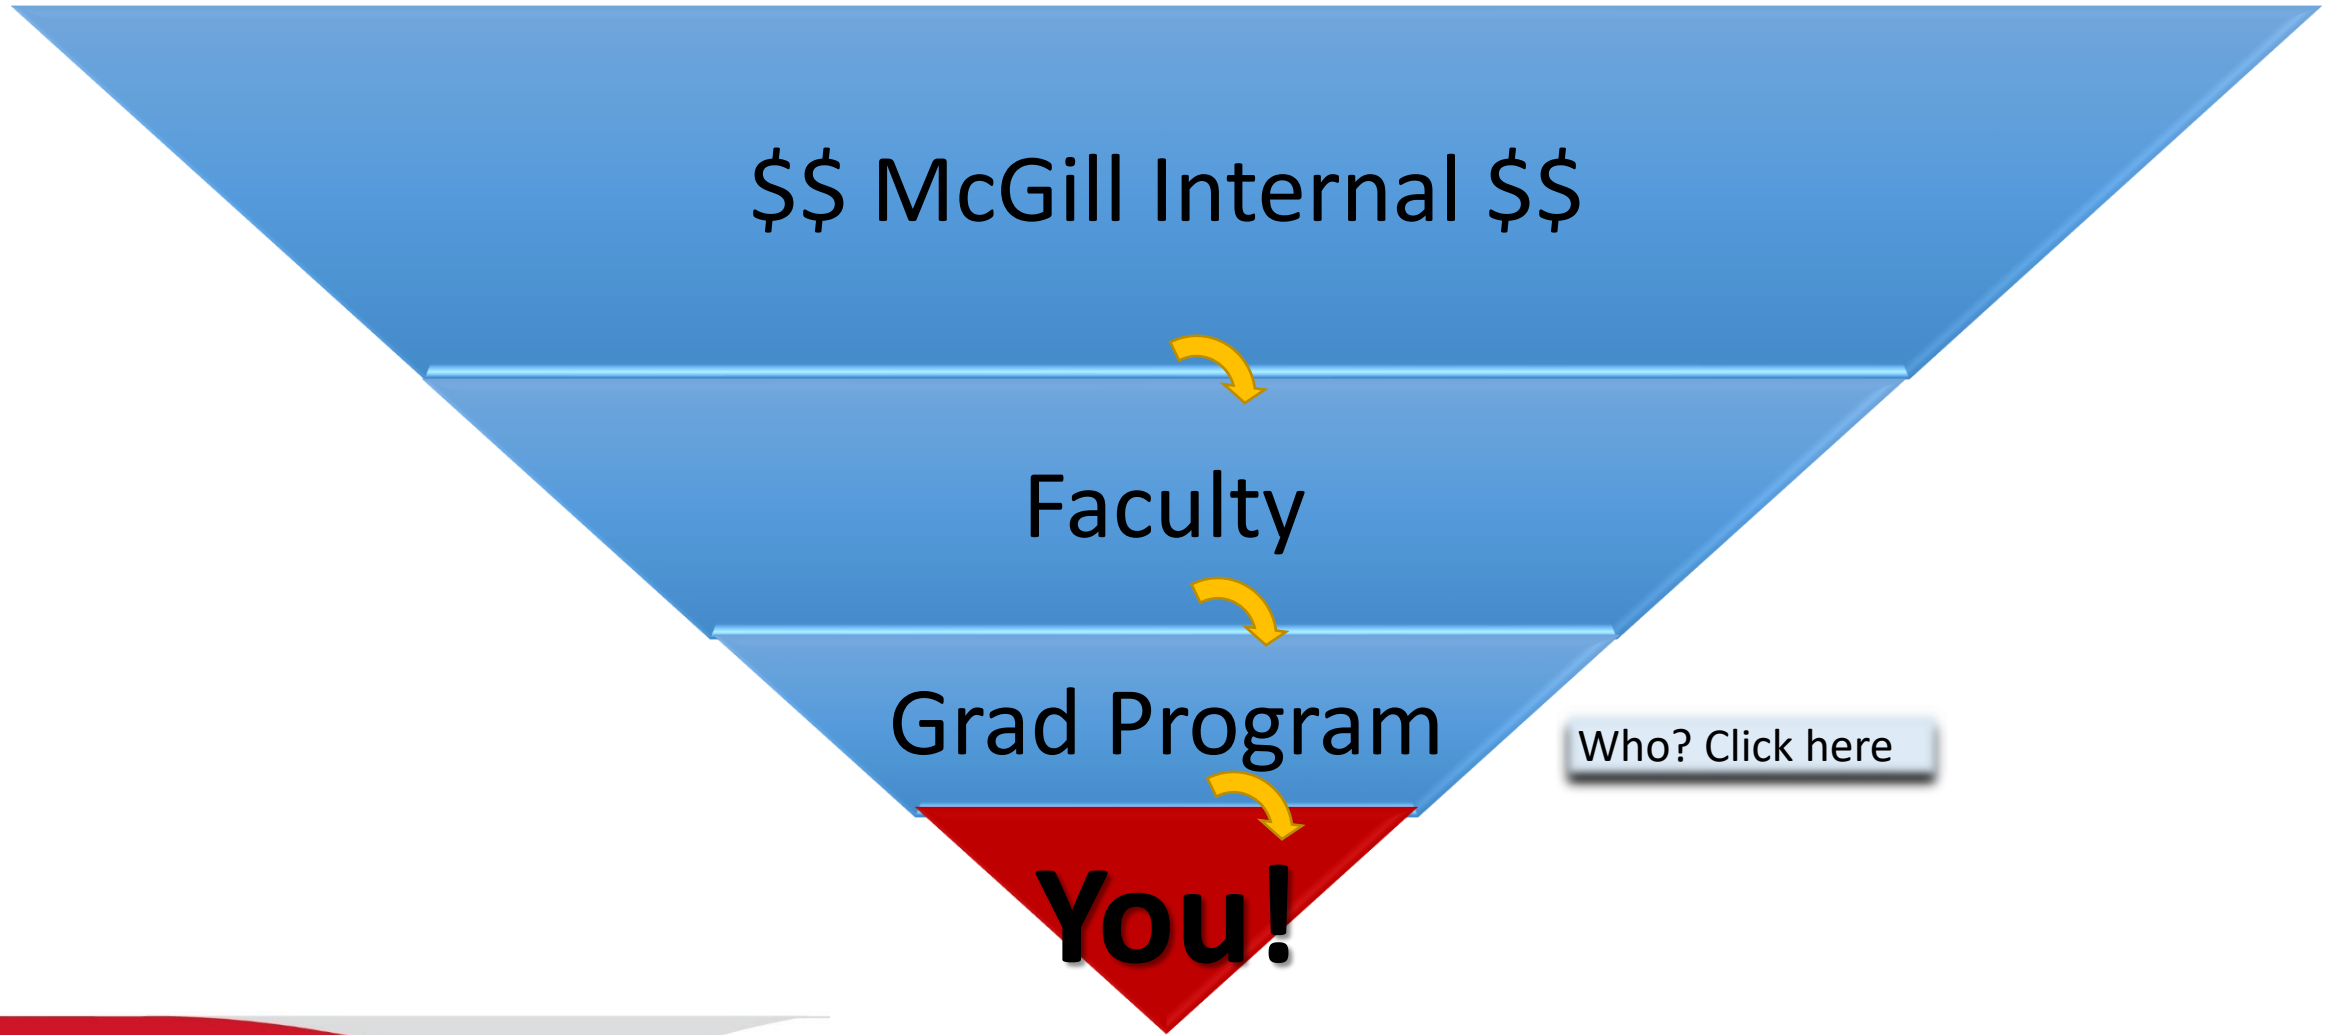 $$ McGill Internal $$
Faculty
Grad Program
Who? Click here
You!